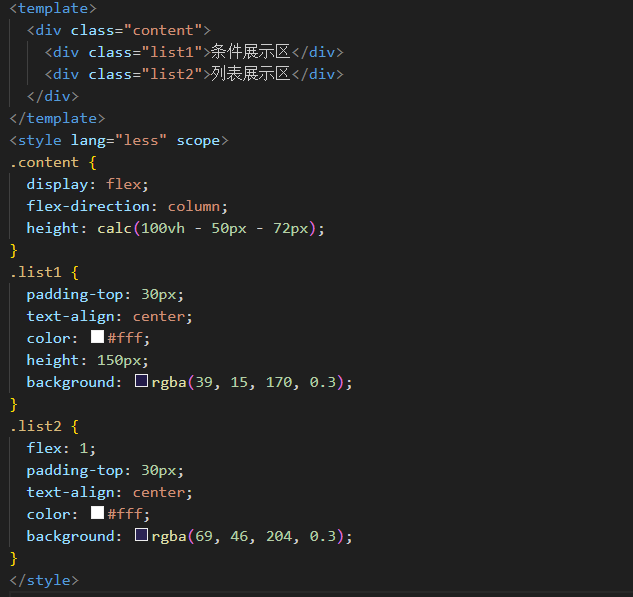 <template>
  <div class="content">
    <div class="list1">条件展示区</div>
    <div class="list2">列表展示区</div>
  </div>
</template>
<style lang="less" scope>
.content {
  display: flex;
  flex-direction: column;
  height: calc(100vh - 50px - 72px);
}
.list1 {
  padding-top: 30px;
  text-align: center;
  color: #fff;
  height: 150px;
  background: rgba(39, 15, 170, 0.3);
}
.list2 {
  flex: 1;
  padding-top: 30px;
  text-align: center;
  color: #fff;
  background: rgba(69, 46, 204, 0.3);
}
</style>